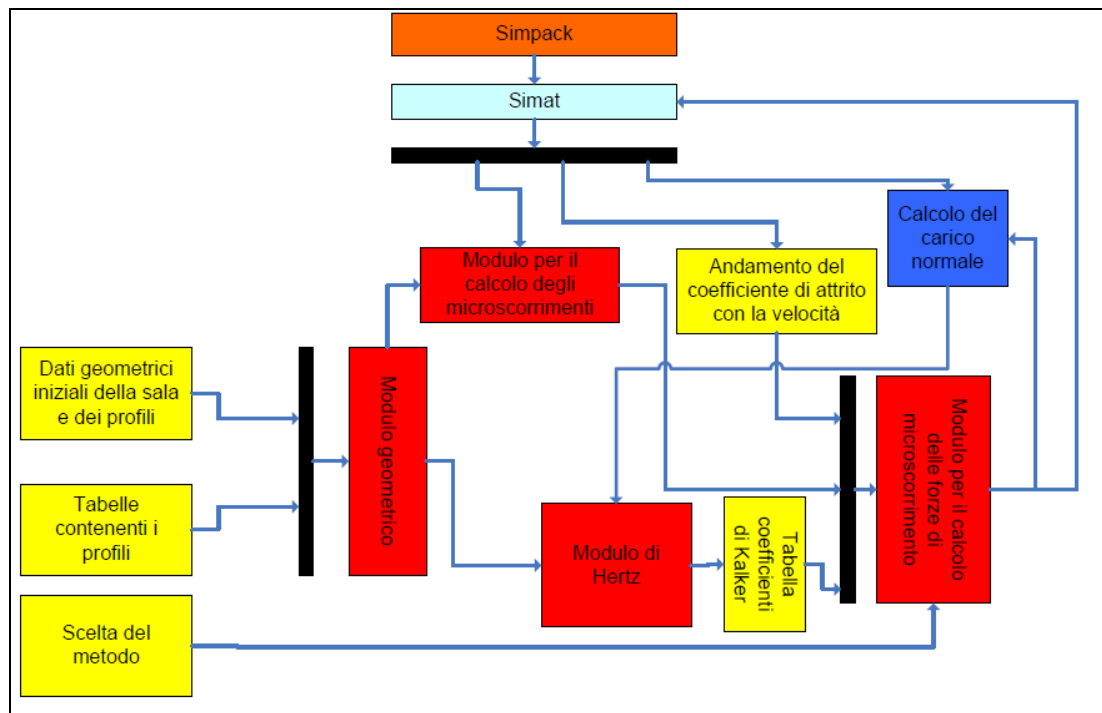 Simpack
Simat
Calcolo del
carico
normale
Modulo per il
calcolo degli
microscorrimenti
Andamento del
coefficiente di attrito
con la velocità
Dati geometrici
iniziali della sala
e dei profili
Modulo geometrico
Modulo per il calcolo
delle forze di
microscorrimento
Tabelle
contenenti i
profili
Modulo di
Hertz
Tabella
coefficienti
di Kalker
Scelta del
metodo